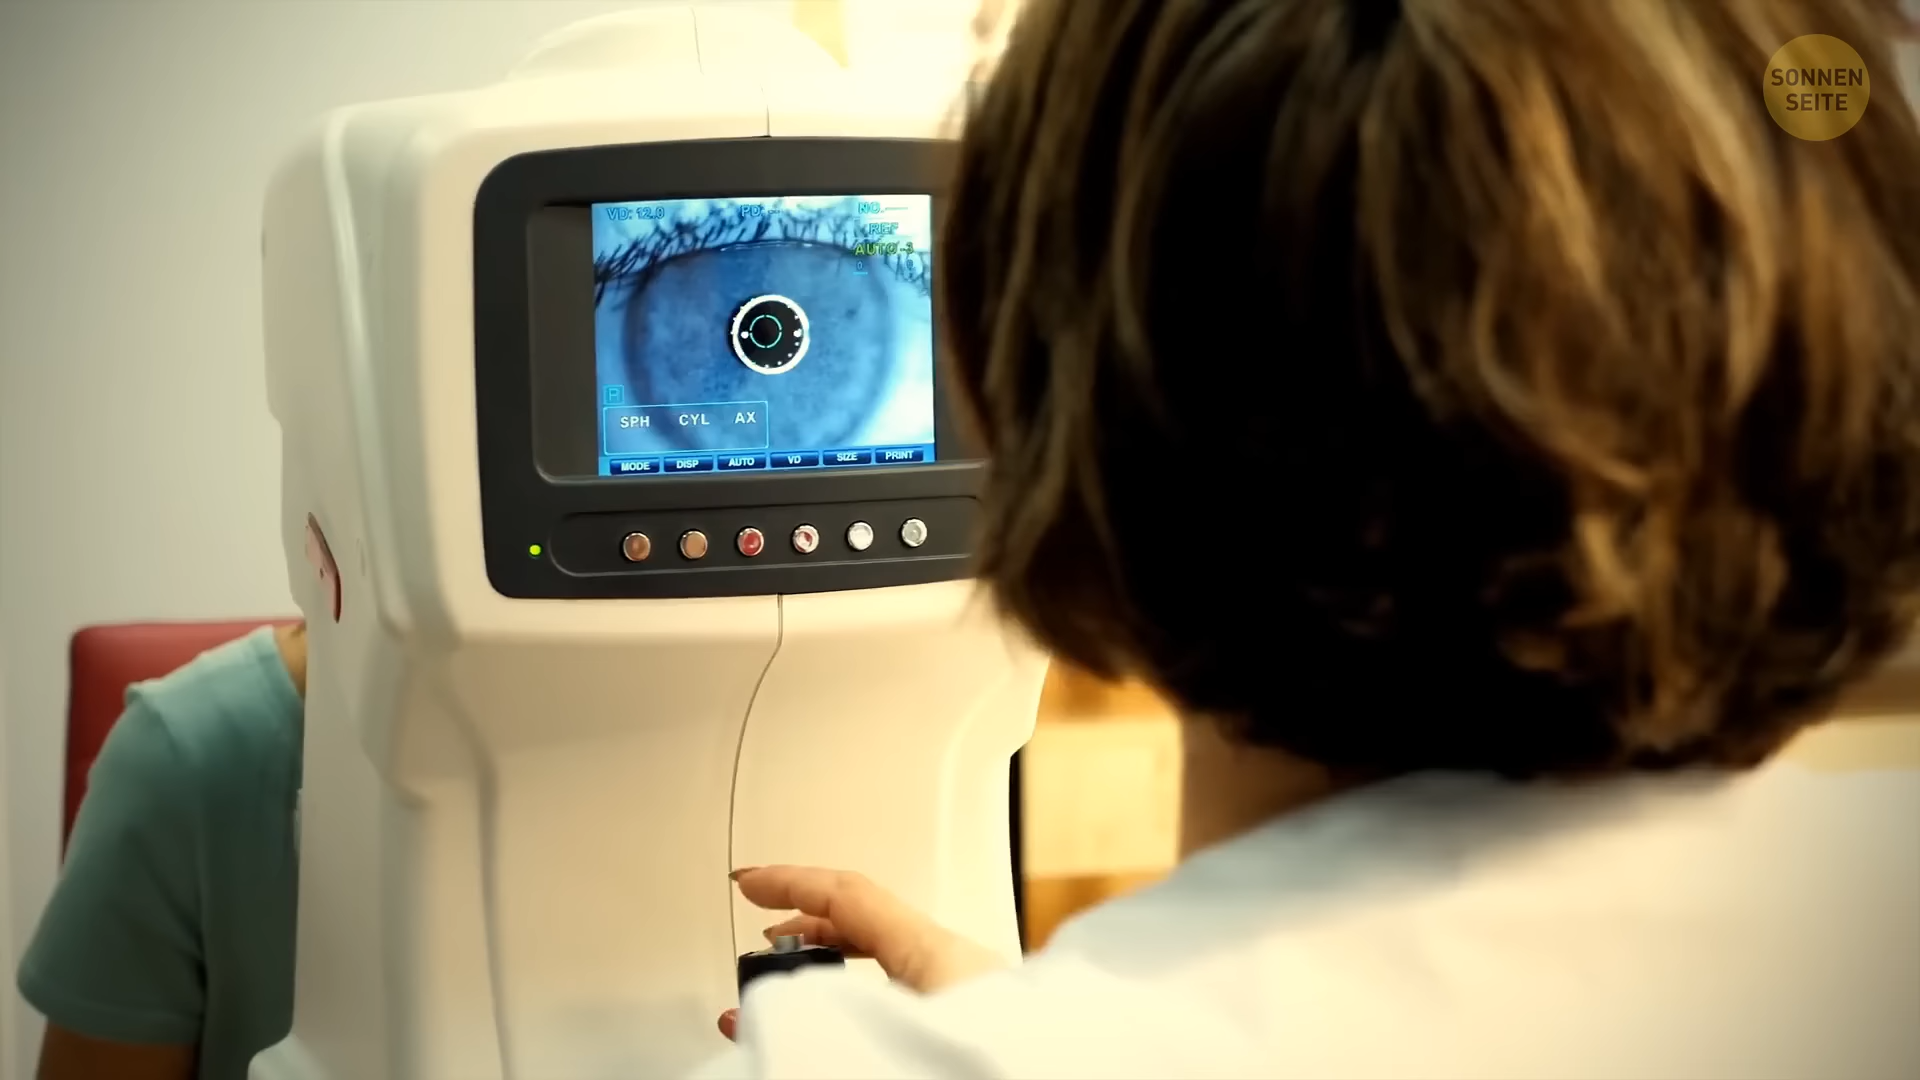 SONNEN
SEITE
VD: 12.0 PD: --
NO.
REF
AUTO -3
R
SPH CYL AX
MODE DISP AUTO VD SIZE PRINT